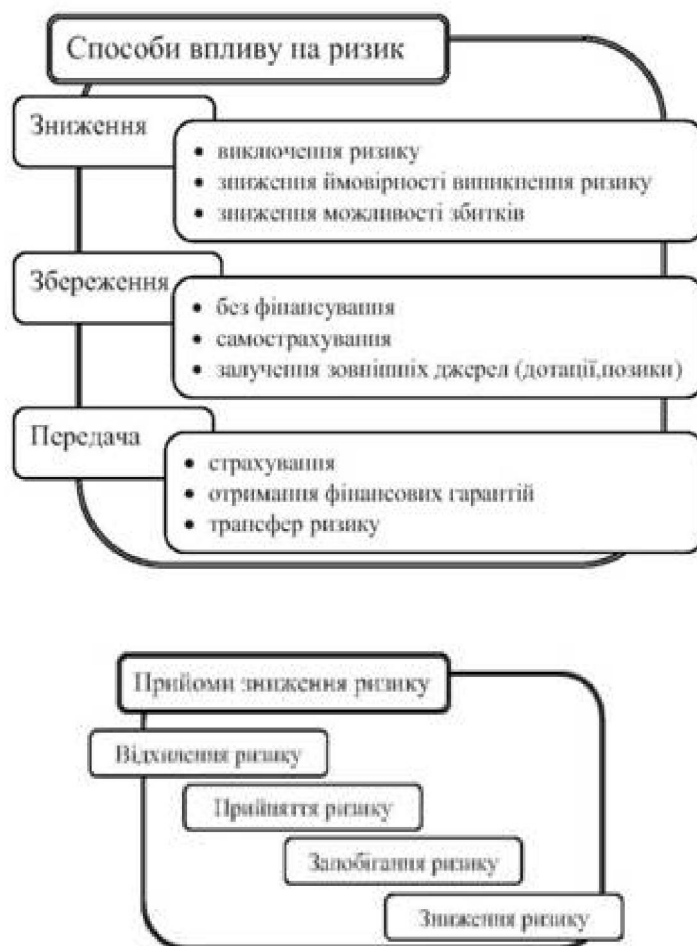 Способи впливу на ризик
Зниження
• виключення ризику
• зниження ймовірності виникнення ризику
• зниження можливості збитків
Збереження
• без фінансування
• самострахування
• залучення зовнішніх джерел (дотації,позики)
Передача
• страхування
• отримання фінансових гарантій
• трансфер ризику
Прийоми зниження ризику
Відхилення ризику
Прийняття ризику
Запобігання ризику
Зниження ризику